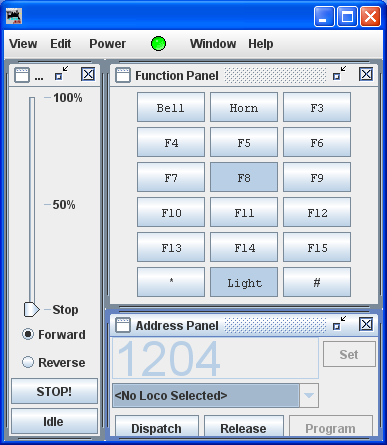 View Edit Power Window Help
...
100%
50%
Stop
Forward
Reverse
STOP!
Idle
Function Panel
Bell Horn F3
F4 F5 F6
F7 F8 F9
F10 F11 F12
F13 F14 F15
* Light #
Address Panel
1204 Set
<No Loco Selected>
Dispatch Release Program